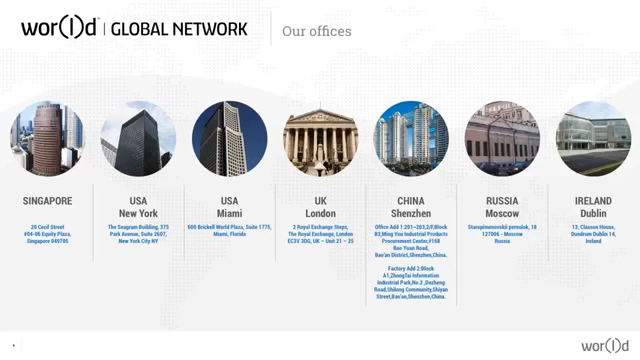 wor(l)d™ | GLOBAL NETWORK
Our offices
SINGAPORE
20 Cecil Street
#04-06 Equity Plaza,
Singapore 049705
USA
New York
The Seagram Building, 375
Park Avenue, Suite 2607,
New York City NY
USA
Miami
600 Brickell World Plaza, Suite 1775,
Miami, Florida
UK
London
2 Royal Exchange Steps,
The Royal Exchange, London
EC3V 3DG, UK – Unit 21 – 25
CHINA
Shenzhen
Office Add 1:201~203,2/F,Block
B3,Ming You Industrial Products
Procurement Center,#168
Bao Yuan Road,
Bao'an District,Shenzhen,China.
Factory Add 2:Block
A1,ZhongTai Information
Industrial Park,No.2 ,Dezheng
Road,Shilong Community,Shiyan
Street,Bao'an,Shenzhen,China.
RUSSIA
Moscow
Staropimenovskii pereulok, 18
127006 - Moscow
Russia
IRELAND
Dublin
13, Classon House,
Dundrum Dublin 14,
Ireland
wor(l)d